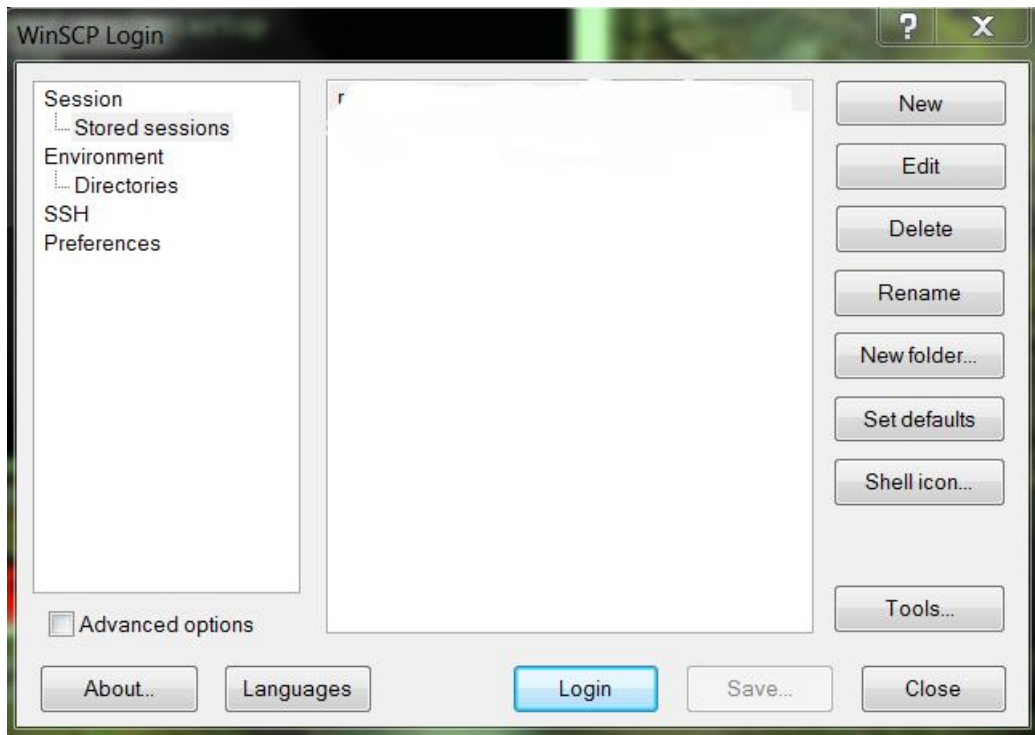 WinSCP Login
?
X
Session
Stored sessions
Environment
Directories
SSH
Preferences
Advanced options
r
New
Edit
Delete
Rename
New folder...
Set defaults
Shell icon...
Tools...
About...
Languages
Login
Save...
Close